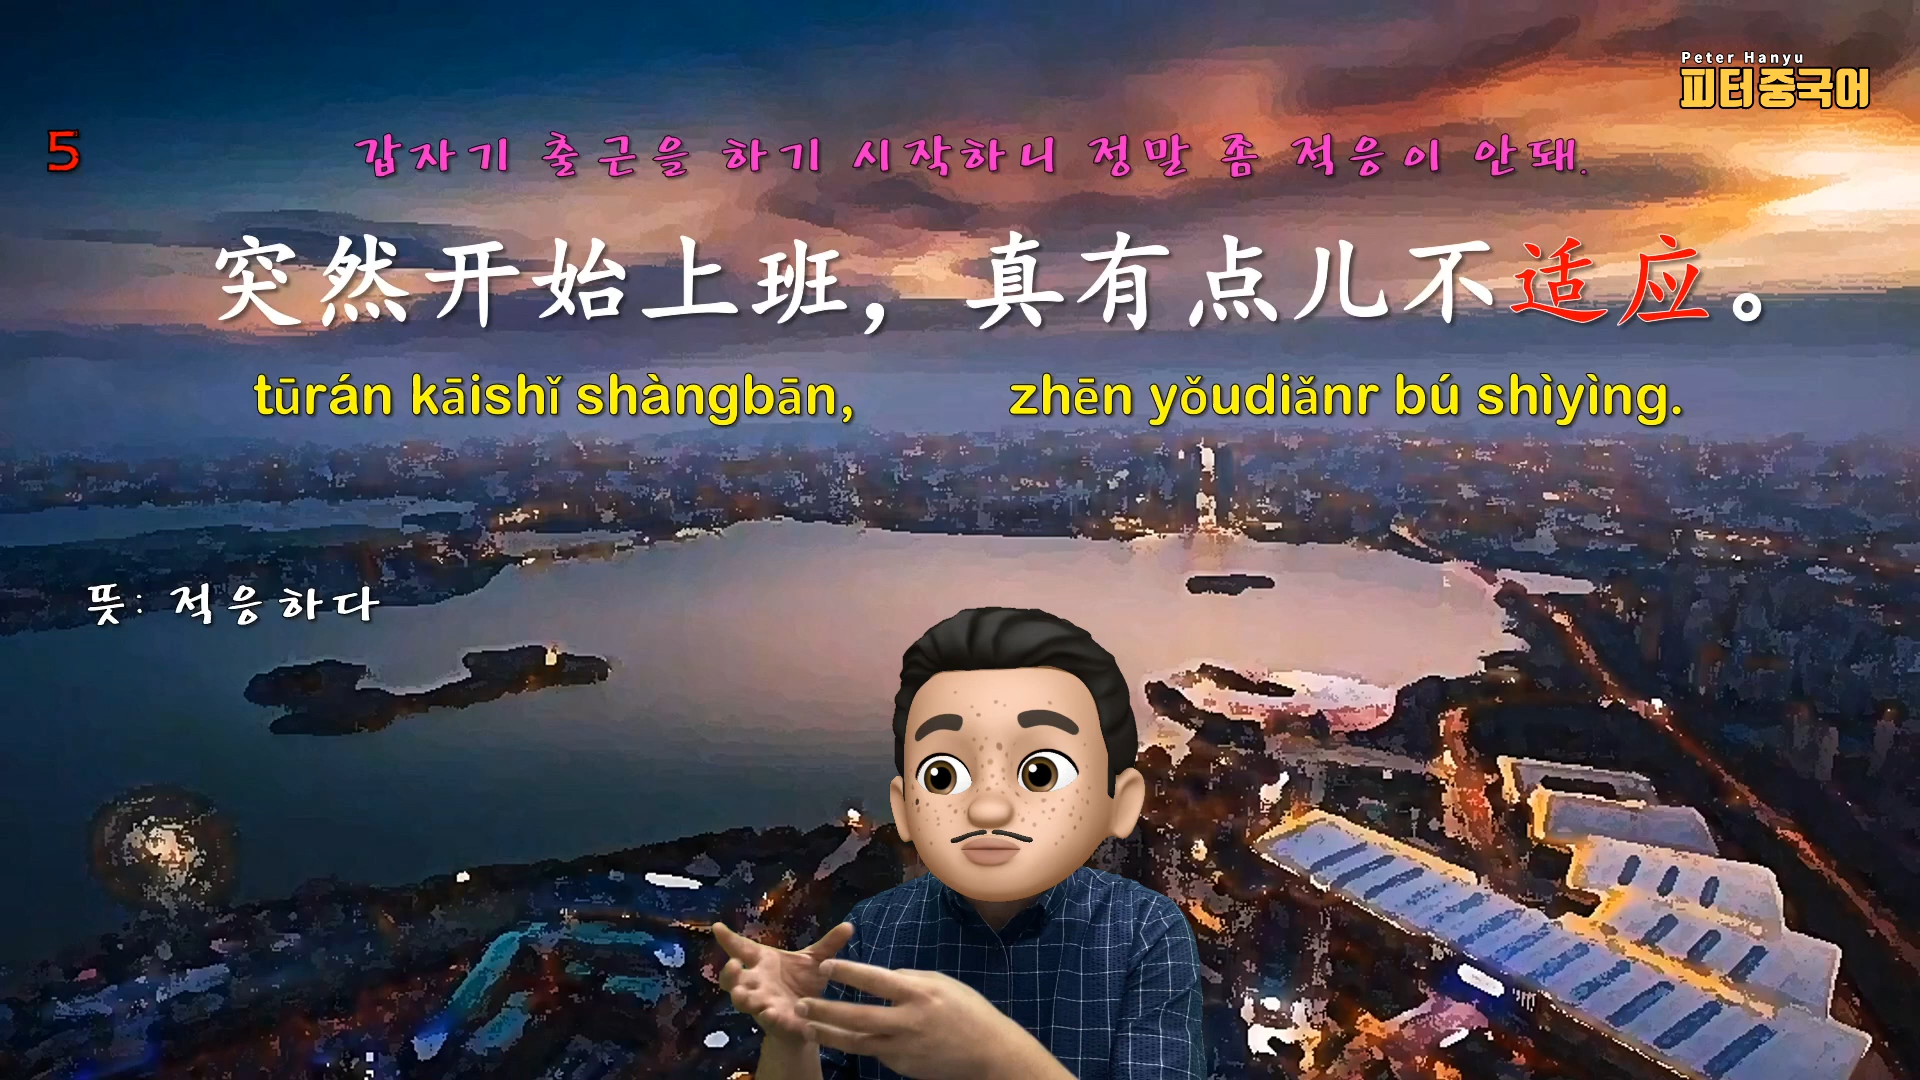 Peter Hanyu
피터중국어
5
갑자기 출근을 하기 시작하니 정말 좀 적응이 안돼.
突然开始上班，真有点儿不适应。
tūrán kāishǐ shàngbān, zhēn yǒudiǎnr bú shìyìng.
뜻: 적응하다